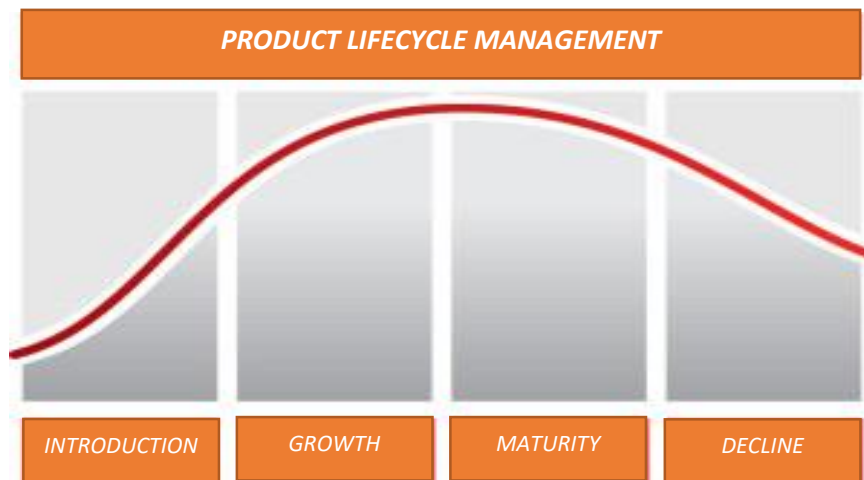 PRODUCT LIFECYCLE MANAGEMENT
INTRODUCTION
GROWTH
MATURITY
DECLINE